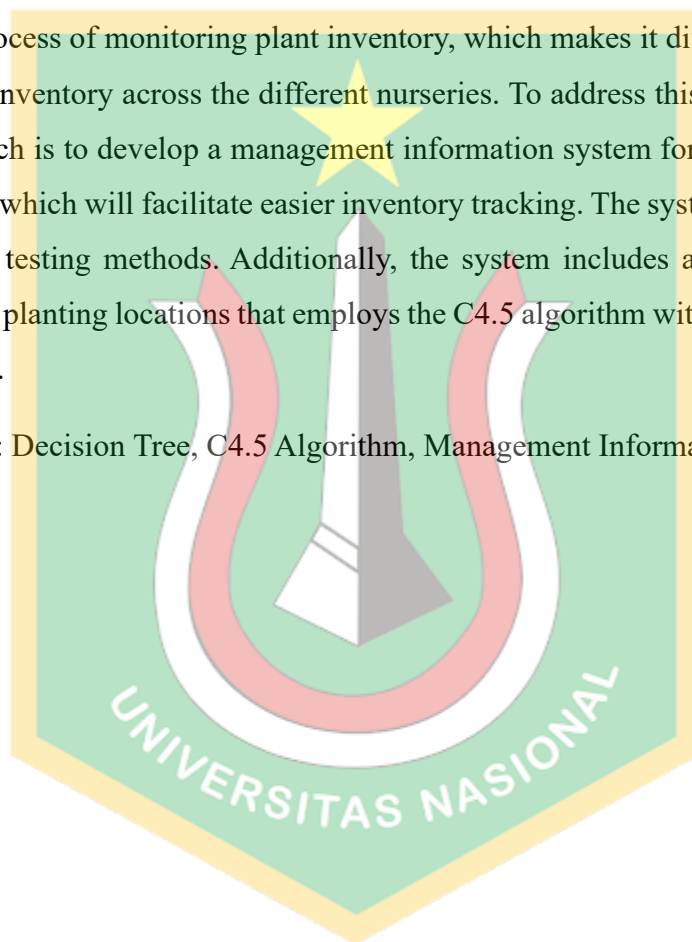 ocess of monitoring plant inventory, which makes it di
nventory across the different nurseries. To address this
ch is to develop a management information system for
which will facilitate easier inventory tracking. The syst
testing methods. Additionally, the system includes a
planting locations that employs the C4.5 algorithm wit
.
: Decision Tree, C4.5 Algorithm, Management Informa
UNIVERSITAS NASIONAL